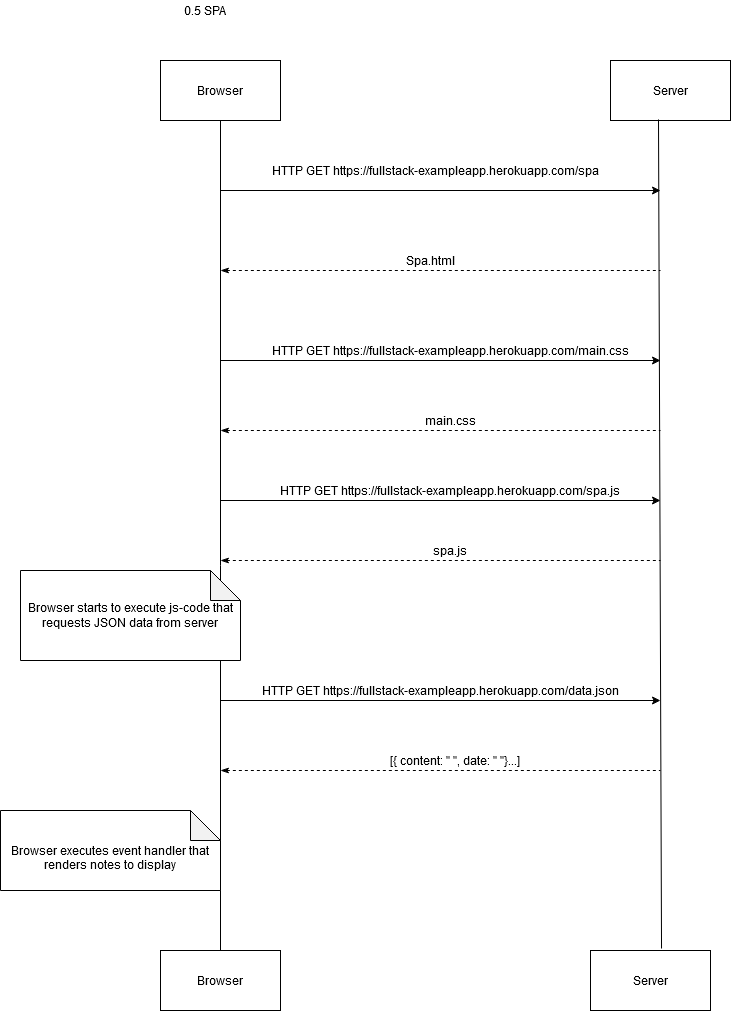 0.5 SPA
Browser
Server
HTTP GET https://fullstack-exampleapp.herokuapp.com/spa
Spa.html
HTTP GET https://fullstack-exampleapp.herokuapp.com/main.css
main.css
HTTP GET https://fullstack-exampleapp.herokuapp.com/spa.js
spa.js
Browser starts to execute js-code that
requests JSON data from server
HTTP GET https://fullstack-exampleapp.herokuapp.com/data.json
[{ content: " ", date: " "}...]
Browser executes event handler that
renders notes to display
Browser
Server